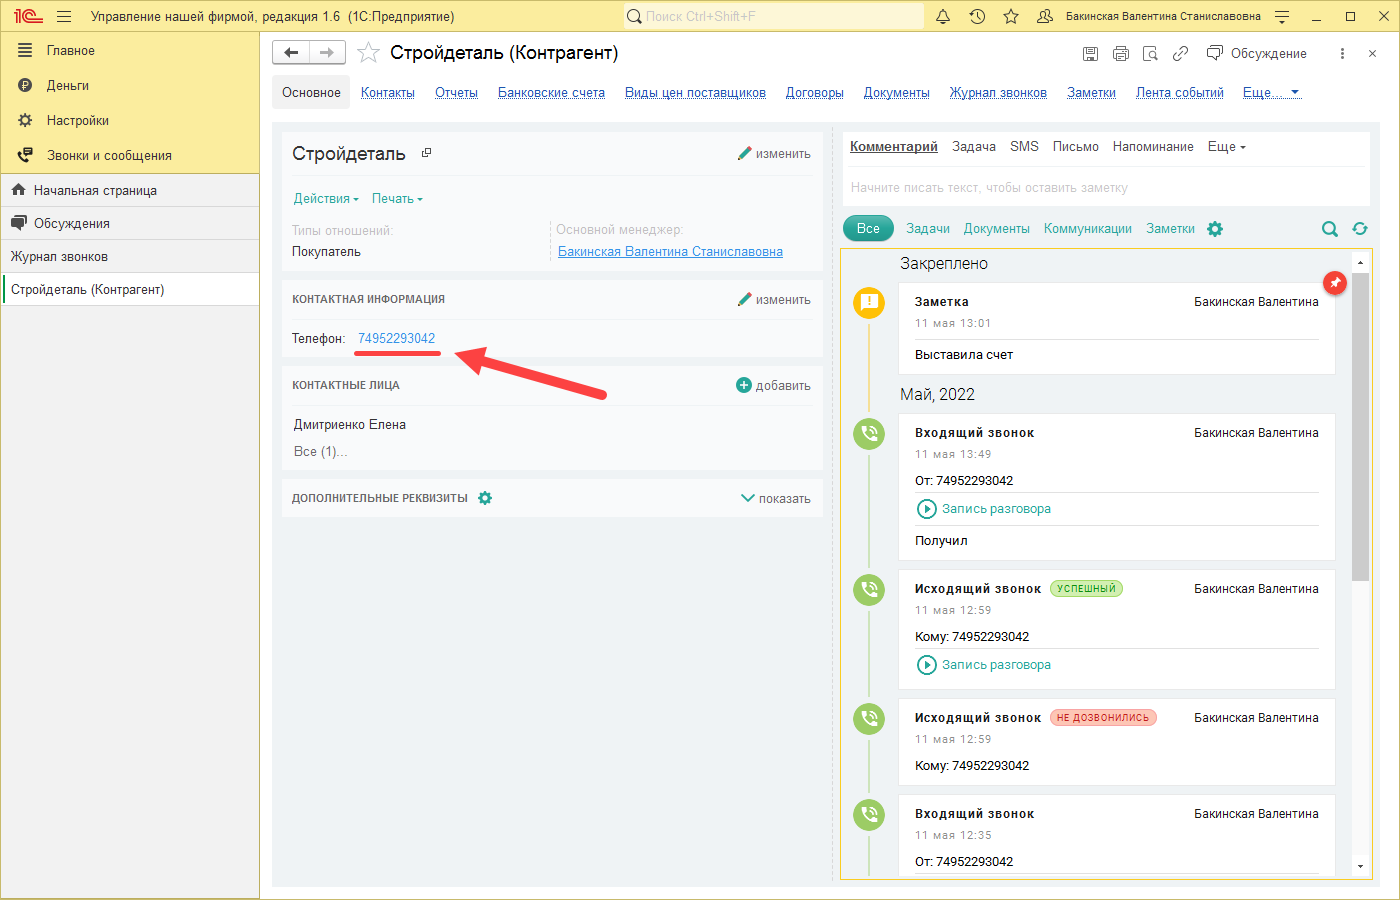 1С Управление нашей фирмой, редакция 1.6 (1С:Предприятие)
Поиск Ctrl+Shift+F
Бакинская Валентина Станиславовна
Главное
Деньги
Настройки
Звонки и сообщения
Начальная страница
Обсуждения
Журнал звонков
Стройдеталь (Контрагент)
Стройдеталь (Контрагент)
Обсуждение
Основное Контакты Отчеты Банковские счета Виды цен поставщиков Договоры Документы Журнал звонков Заметки Лента событий Еще...
Стройдеталь
изменить
Действия Печать
Типы отношений:
Покупатель
Основной менеджер:
Бакинская Валентина Станиславовна
КОНТАКТНАЯ ИНФОРМАЦИЯ
изменить
Телефон: 74952293042
КОНТАКТНЫЕ ЛИЦА
добавить
Дмитриенко Елена
Все (1)...
ДОПОЛНИТЕЛЬНЫЕ РЕКВИЗИТЫ
показать
Комментарий Задача SMS Письмо Напоминание Еще
Начните писать текст, чтобы оставить заметку
Все Задачи Документы Коммуникации Заметки
Закреплено
Заметка Бакинская Валентина
11 мая 13:01
Выставила счет
Май, 2022
Входящий звонок Бакинская Валентина
11 мая 13:49
От: 74952293042
Запись разговора
Получил
Исходящий звонок УСПЕШНЫЙ Бакинская Валентина
11 мая 12:59
Кому: 74952293042
Запись разговора
Исходящий звонок НЕ ДОЗВОНИЛИСЬ Бакинская Валентина
11 мая 12:59
Кому: 74952293042
Входящий звонок Бакинская Валентина
11 мая 12:35
От: 74952293042